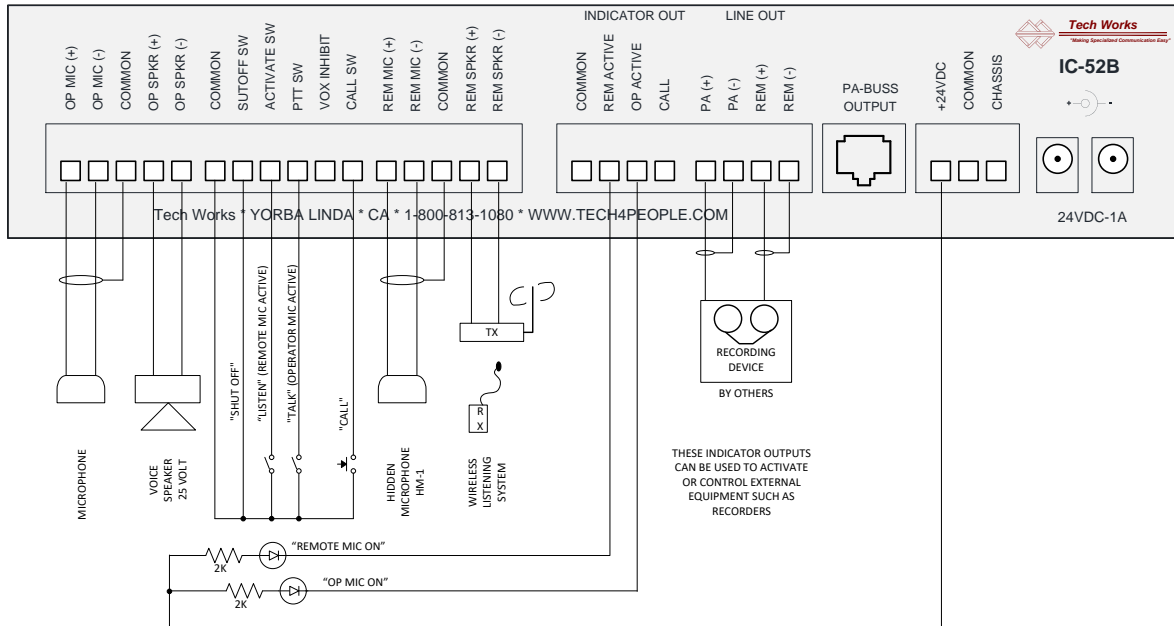 INDICATOR OUT
LINE OUT
Tech Works
"Making Specialized Communication Easy"
IC-52B
OP MIC (+)
OP MIC (-)
COMMON
OP SPKR (+)
OP SPKR (-)
COMMON
SUTOFF SW
ACTIVATE SW
PTT SW
VOX INHIBIT
CALL SW
REM MIC (+)
REM MIC (-)
COMMON
REM SPKR (+)
REM SPKR (-)
COMMON
REM ACTIVE
OP ACTIVE
CALL
PA (+)
PA (-)
REM (+)
REM (-)
PA-BUSS
OUTPUT
+24VDC
COMMON
CHASSIS
+ -
24VDC-1A
Tech Works * YORBA LINDA * CA * 1-800-813-1080 * WWW.TECH4PEOPLE.COM
MICROPHONE
VOICE
SPEAKER
25 VOLT
"SHUT OFF"
"LISTEN" (REMOTE MIC ACTIVE)
"TALK" (OPERATOR MIC ACTIVE)
"CALL"
HIDDEN
MICROPHONE
HM-1
TX
R
X
WIRELESS
LISTENING
SYSTEM
RECORDING
DEVICE
BY OTHERS
THESE INDICATOR OUTPUTS
CAN BE USED TO ACTIVATE
OR CONTROL EXTERNAL
EQUIPMENT SUCH AS
RECORDERS
2K
"REMOTE MIC ON"
2K
"OP MIC ON"